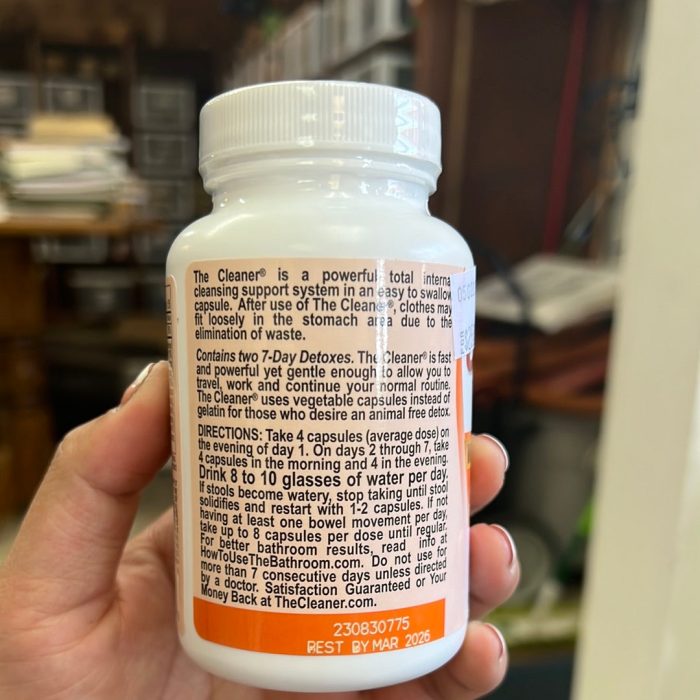 The Cleaner® is a powerful total interna
cleansing support system in an easy to swallow
capsule. After use of The Cleaner®, clothes may
fit loosely in the stomach area due to the
elimination of waste.
Contains two 7-Day Detoxes. The Cleaner® is fast
and powerful yet gentle enough to allow you to
travel, work and continue your normal routine.
The Cleaner® uses vegetable capsules instead of
gelatin for those who desire an animal free detox.
DIRECTIONS: Take 4 capsules (average dose) on
the evening of day 1. On days 2 through 7, take
4 capsules in the morning and 4 in the evening.
Drink 8 to 10 glasses of water per day.
If stools become watery, stop taking until stool
solidifies and restart with 1-2 capsules. If not
having at least one bowel movement per day,
take up to 8 capsules per dose until regular.
For better bathroom results, read info at
HowToUseTheBathroom.com. Do not use for
more than 7 consecutive days unless directed
by a doctor. Satisfaction Guaranteed or Your
Money Back at TheCleaner.com.
230830775
BEST BY MAR 2026